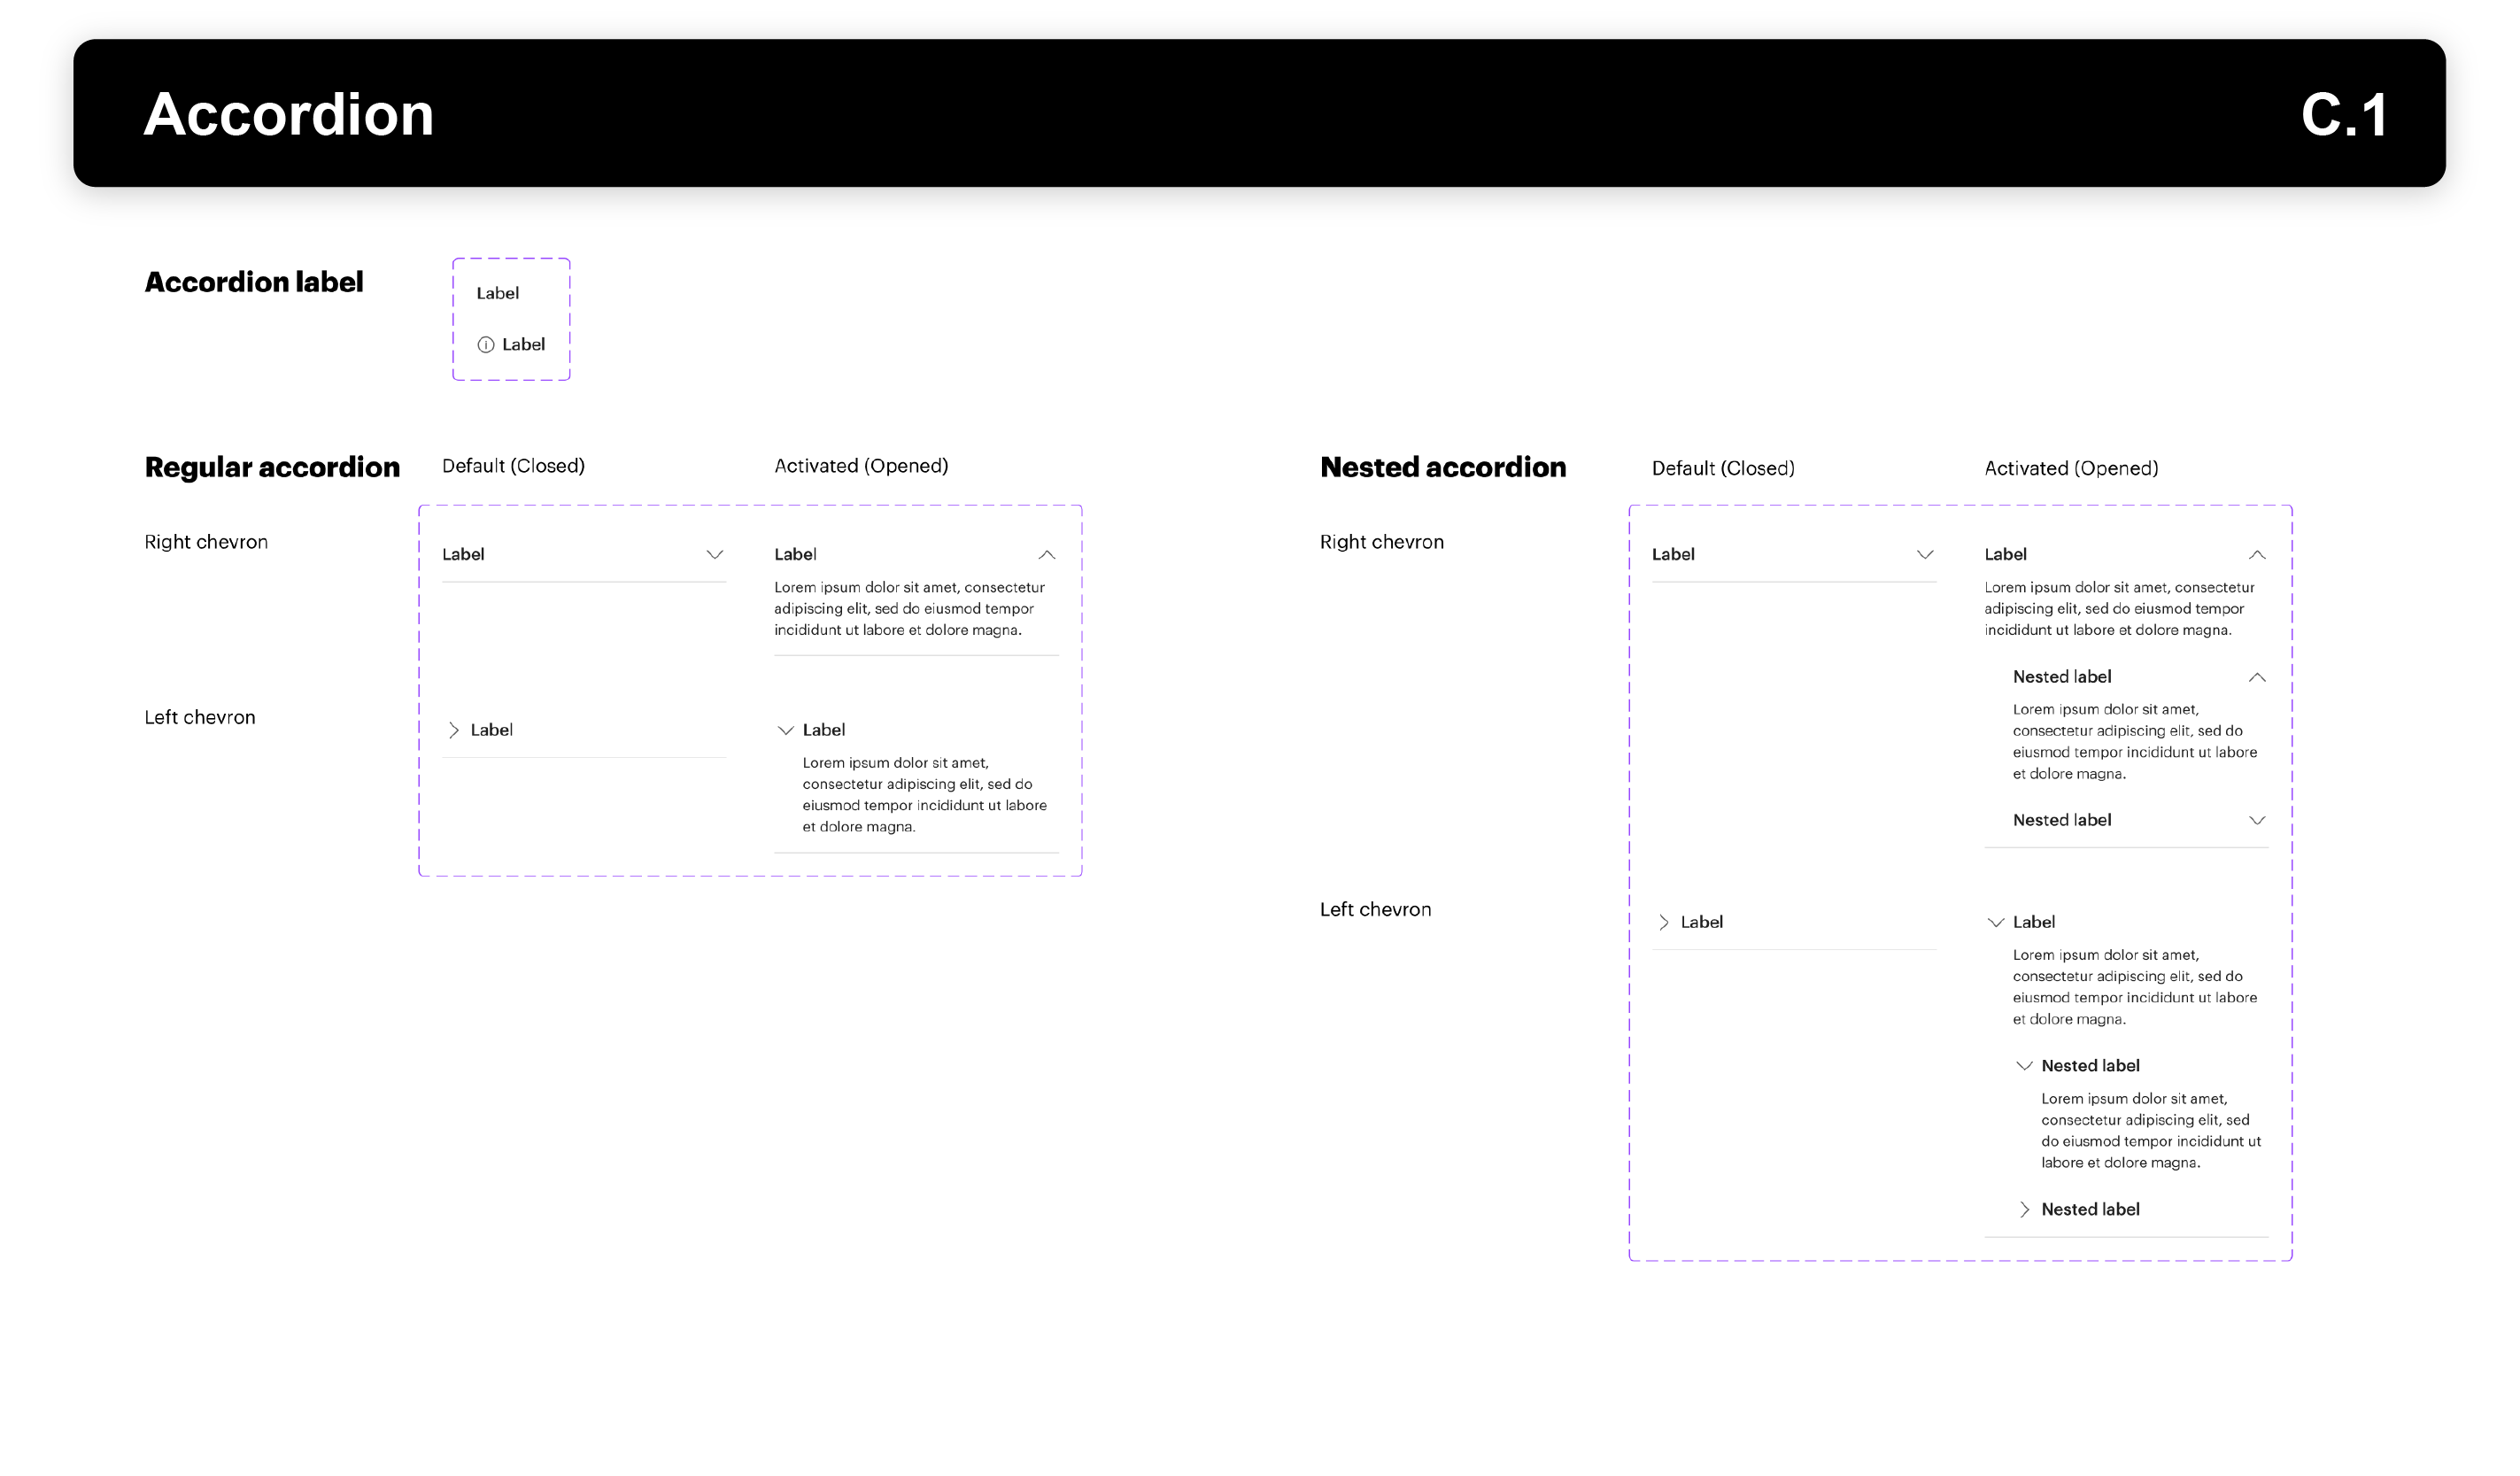 Accordion
C.1
Accordion label
Label
Label
Regular accordion
Default (Closed)
Activated (Opened)
Right chevron
Label
Label
Lorem ipsum dolor sit amet, consectetur
adipiscing elit, sed do eiusmod tempor
incididunt ut labore et dolore magna.
Left chevron
Label
Label
Lorem ipsum dolor sit amet,
consectetur adipiscing elit, sed do
eiusmod tempor incididunt ut labore
et dolore magna.
Nested accordion
Default (Closed)
Activated (Opened)
Right chevron
Label
Label
Lorem ipsum dolor sit amet, consectetur
adipiscing elit, sed do eiusmod tempor
incididunt ut labore et dolore magna.
Nested label
Lorem ipsum dolor sit amet,
consectetur adipiscing elit, sed do
eiusmod tempor incididunt ut labore
et dolore magna.
Nested label
Left chevron
Label
Label
Lorem ipsum dolor sit amet,
consectetur adipiscing elit, sed do
eiusmod tempor incididunt ut labore
et dolore magna.
Nested label
Lorem ipsum dolor sit amet,
consectetur adipiscing elit, sed
do eiusmod tempor incididunt ut
labore et dolore magna.
Nested label